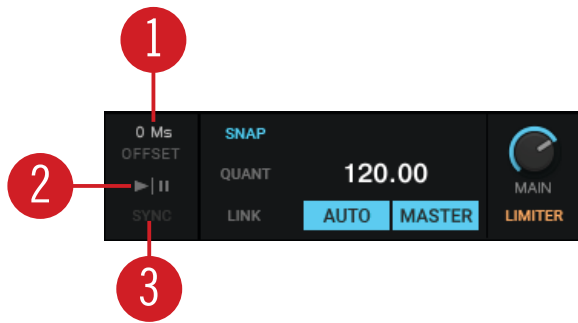 1
0 Ms
OFFSET
2
SYNC
3
SNAP
QUANT
120.00
LINK
AUTO
MASTER
MAIN
LIMITER